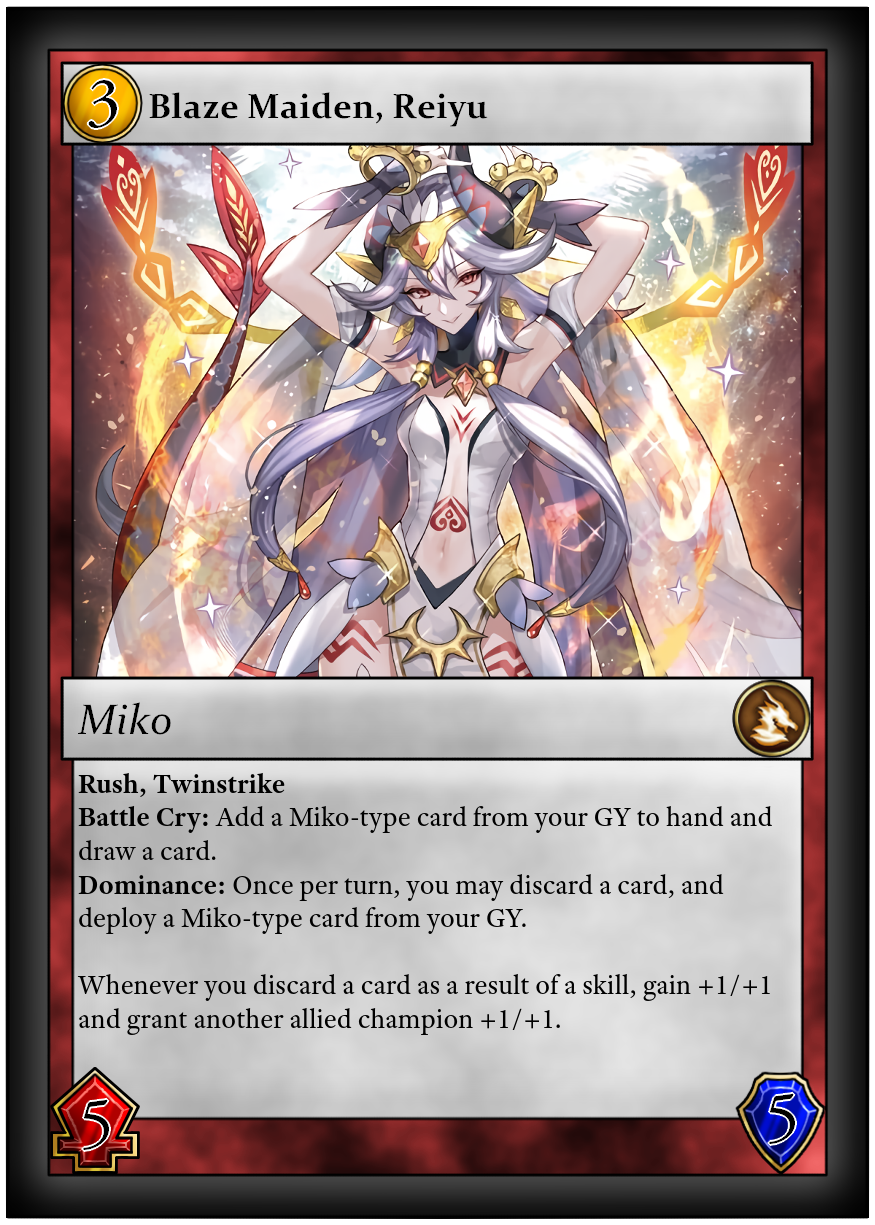 3 Blaze Maiden, Reiyu
Miko
Rush, Twinstrike
Battle Cry: Add a Miko-type card from your GY to hand and
draw a card.
Dominance: Once per turn, you may discard a card, and
deploy a Miko-type card from your GY.
Whenever you discard a card as a result of a skill, gain +1/+1
and grant another allied champion +1/+1.
5 5